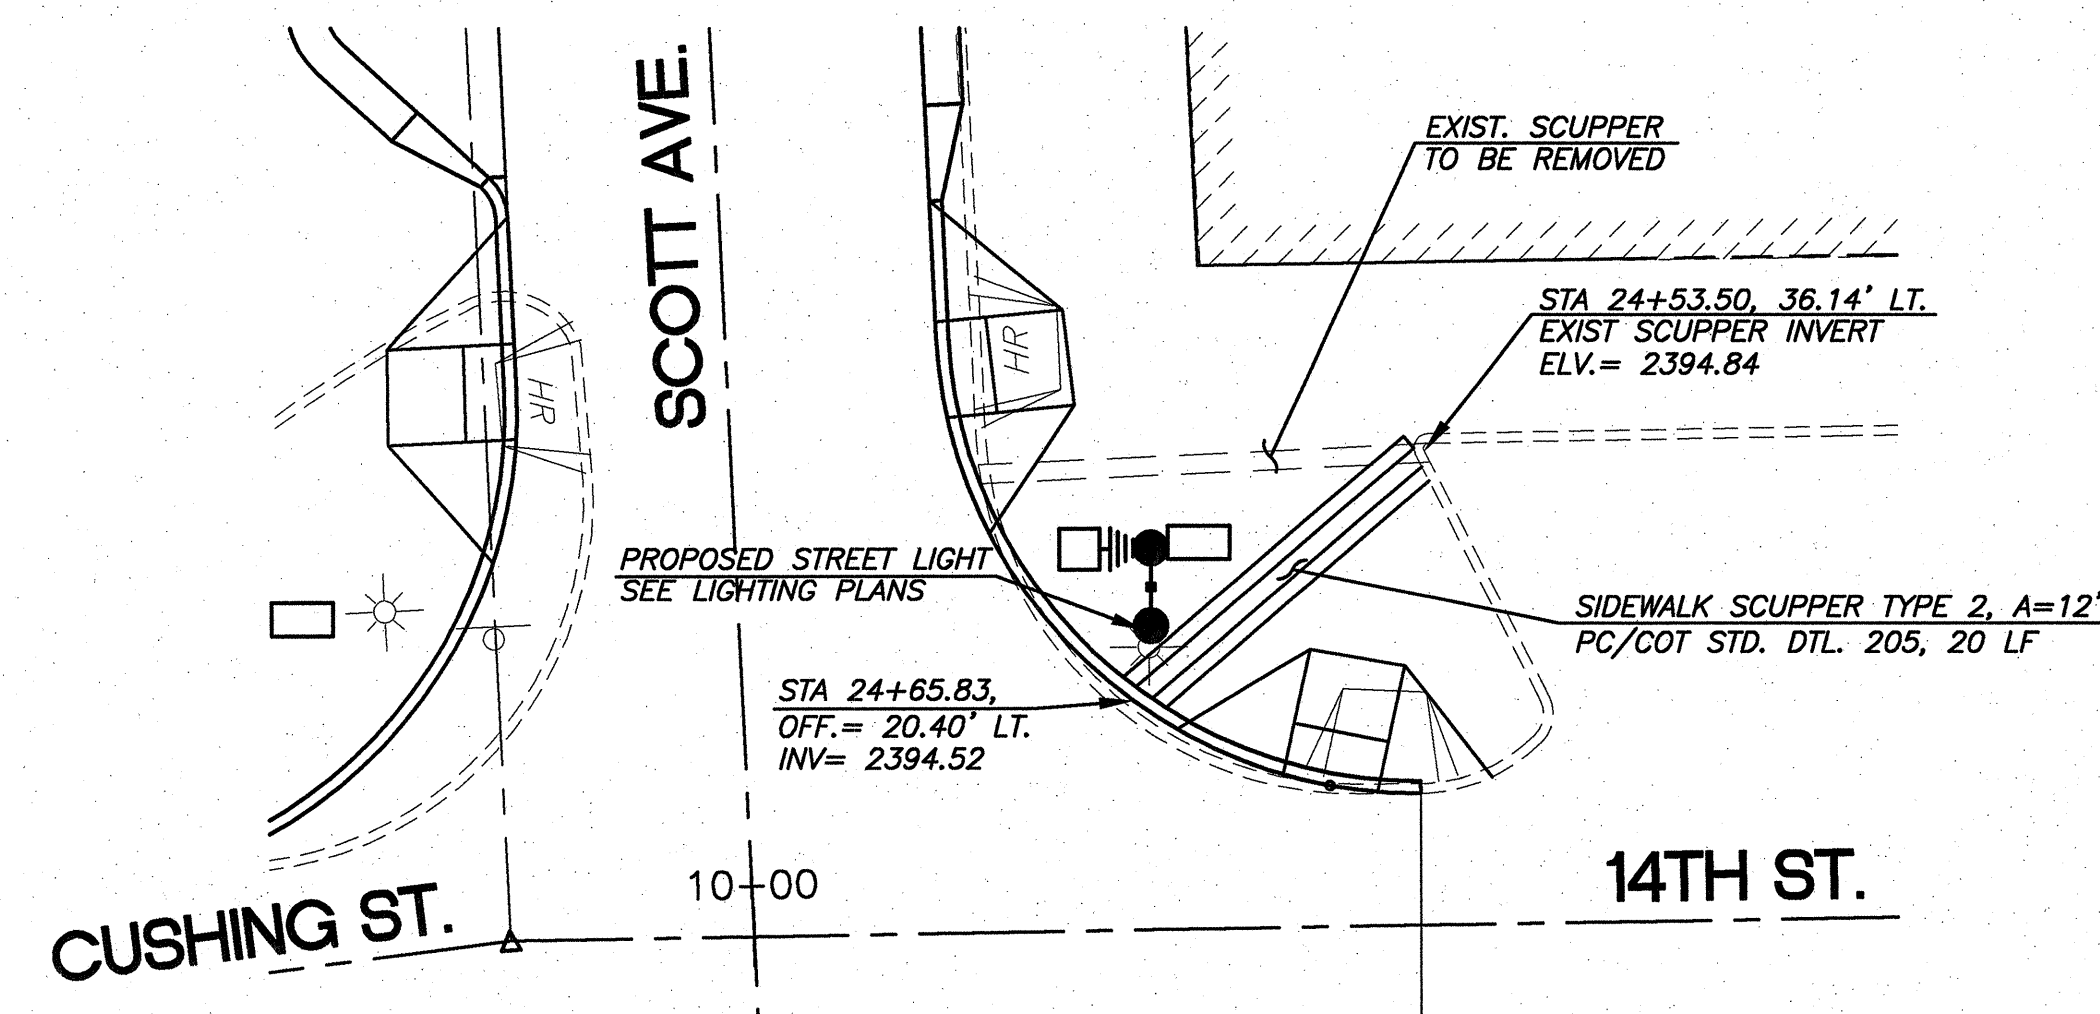 SCOTT AVE.
EXIST. SCUPPER
TO BE REMOVED
STA 24+53.50, 36.14' LT.
EXIST SCUPPER INVERT
ELV.= 2394.84
HR
HR
PROPOSED STREET LIGHT
SEE LIGHTING PLANS
SIDEWALK SCUPPER TYPE 2, A=12'
PC/COT STD. DTL. 205, 20 LF
STA 24+65.83,
OFF.= 20.40' LT.
INV= 2394.52
10+00
14TH ST.
CUSHING ST.